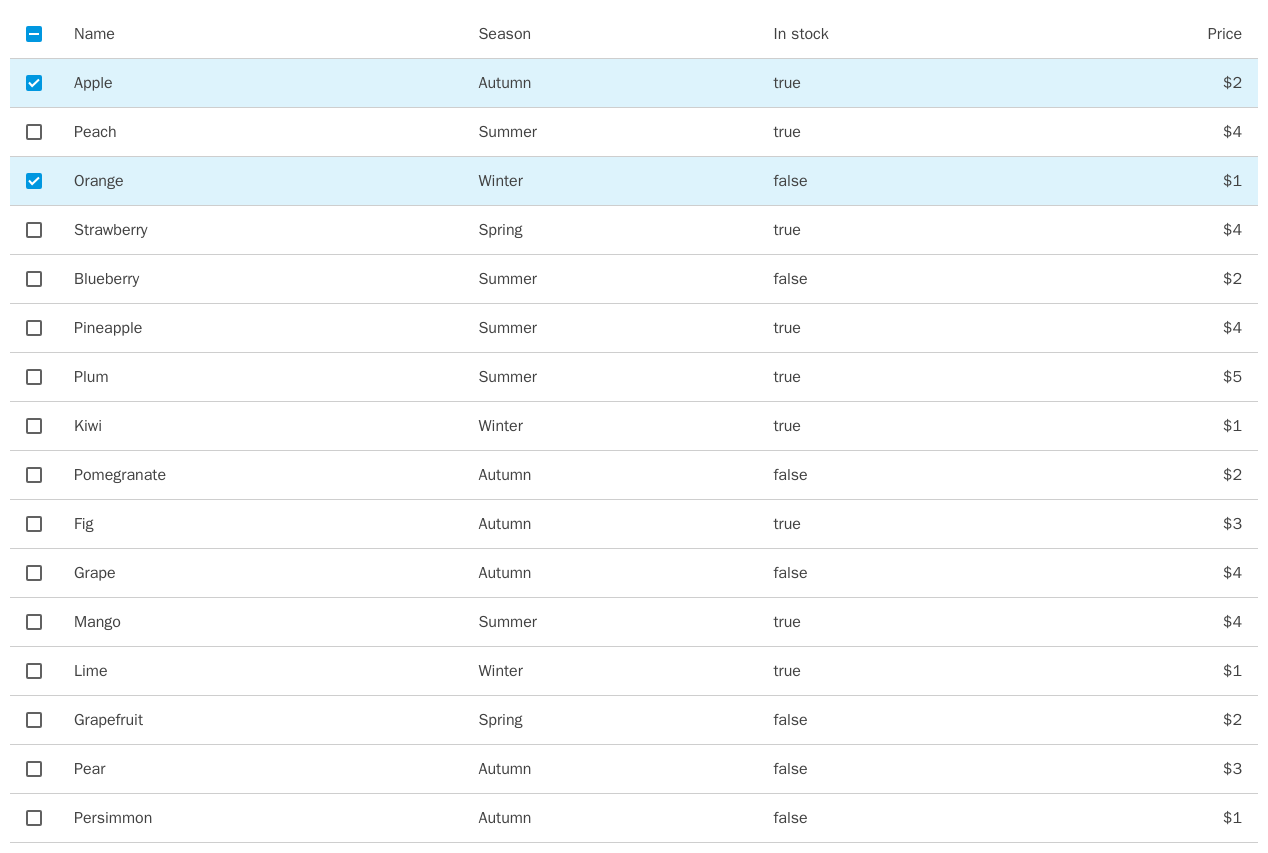 Name Season In stock Price
Apple Autumn true $2
Peach Summer true $4
Orange Winter false $1
Strawberry Spring true $4
Blueberry Summer false $2
Pineapple Summer true $4
Plum Summer true $5
Kiwi Winter true $1
Pomegranate Autumn false $2
Fig Autumn true $3
Grape Autumn false $4
Mango Summer true $4
Lime Winter true $1
Grapefruit Spring false $2
Pear Autumn false $3
Persimmon Autumn false $1